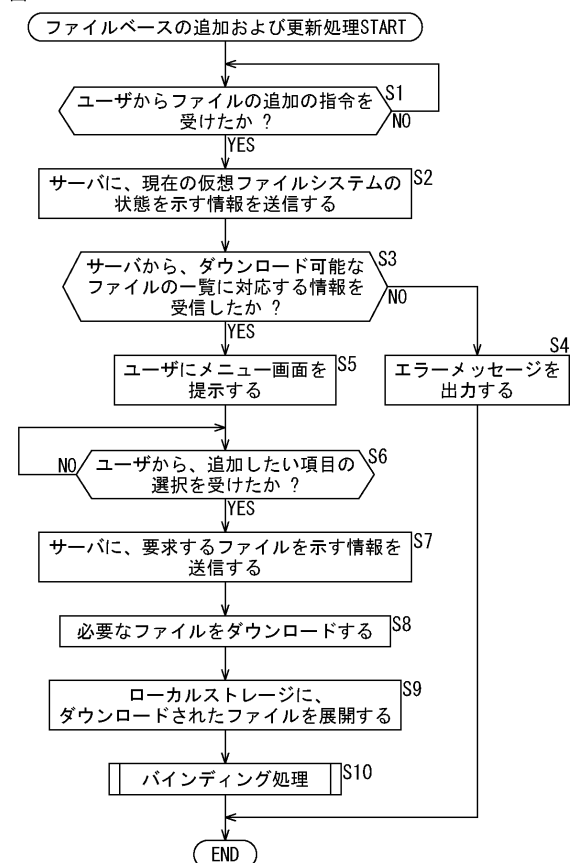 ファイルベースの追加および更新処理START
ユーザからファイルの追加の指令を
受けたか ?
S1
NO
YES
サーバに、現在の仮想ファイルシステムの
状態を示す情報を送信する
S2
サーバから、ダウンロード可能な
ファイルの一覧に対応する情報を
受信したか ?
S3
NO
YES
ユーザにメニュー画面を
提示する
S5
エラーメッセージを
出力する
S4
ユーザから、追加したい項目の
選択を受けたか ?
S6
NO
YES
サーバに、要求するファイルを示す情報を
送信する
S7
必要なファイルをダウンロードする
S8
ローカルストレージに、
ダウンロードされたファイルを展開する
S9
バインディング処理
S10
END